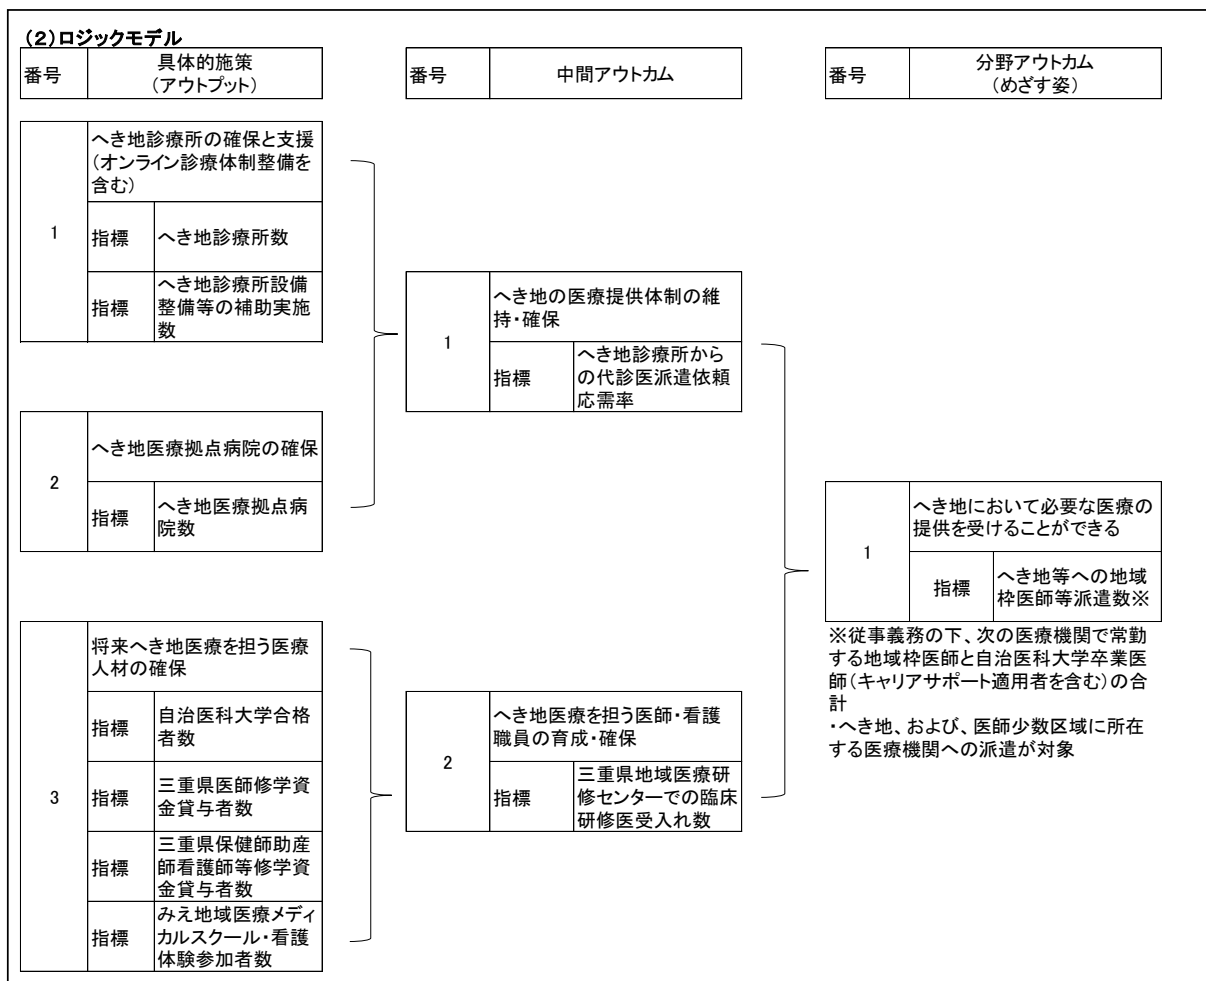 (2)ロジックモデル
番号
具体的施策
(アウトプット)
番号
中間アウトカム
番号
分野アウトカム
(めざす姿)
1
へき地診療所の確保と支援
(オンライン診療体制整備を
含む)
指標
へき地診療所数
指標
へき地診療所設備
整備等の補助実施
数
2
へき地医療拠点病院の確保
指標
へき地医療拠点病
院数
3
将来へき地医療を担う医療
人材の確保
指標
自治医科大学合格
者数
指標
三重県医師修学資
金貸与者数
指標
三重県保健師助産
師看護師等修学資
金貸与者数
指標
みえ地域医療メディ
カルスクール・看護
体験参加者数
1
へき地の医療提供体制の維
持・確保
指標
へき地診療所から
の代診医派遣依頼
応需率
2
へき地医療を担う医師・看護
職員の育成・確保
指標
三重県地域医療研
修センターでの臨床
研修医受入れ数
1
へき地において必要な医療の
提供を受けることができる
指標
へき地等への地域
枠医師等派遣数※
※従事義務の下、次の医療機関で常勤
する地域枠医師と自治医科大学卒業医
師(キャリアサポート適用者を含む)の合
計
・へき地、および、医師少数区域に所在
する医療機関への派遣が対象